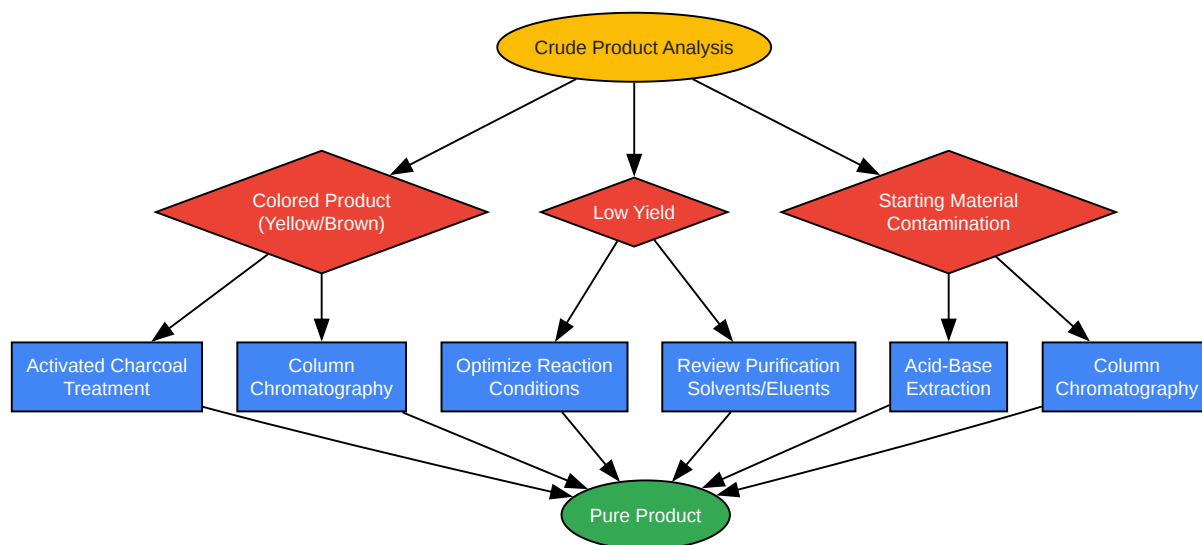 Crude Product Analysis
Colored Product
(Yellow/Brown)
Low Yield
Starting Material
Contamination
Activated Charcoal
Treatment
Column
Chromatography
Optimize Reaction
Conditions
Review Purification
Solvents/Eluents
Acid-Base
Extraction
Column
Chromatography
Pure Product